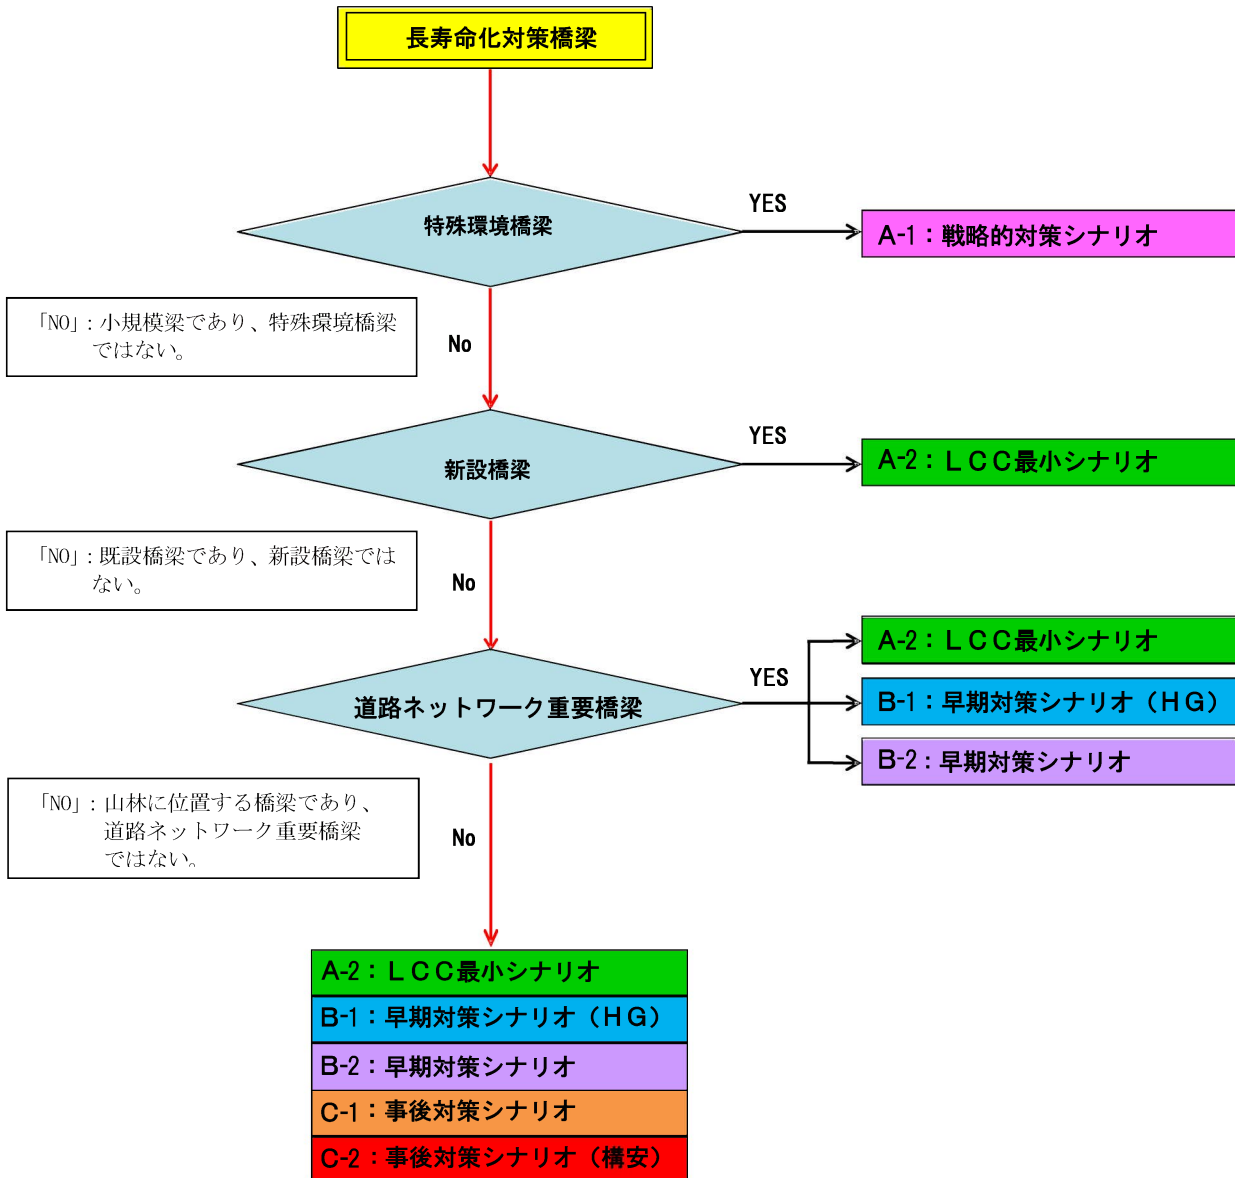 長寿命化対策橋梁
特殊環境橋梁
YES
A-1：戦略的対策シナリオ
「NO」：小規模梁であり、特殊環境橋梁
ではない。
No
新設橋梁
YES
A-2：ＬＣＣ最小シナリオ
「NO」：既設橋梁であり、新設橋梁では
ない。
No
道路ネットワーク重要橋梁
YES
A-2：ＬＣＣ最小シナリオ
B-1：早期対策シナリオ（ＨＧ）
B-2：早期対策シナリオ
「NO」：山林に位置する橋梁であり、
道路ネットワーク重要橋梁
ではない。
No
A-2：ＬＣＣ最小シナリオ
B-1：早期対策シナリオ（ＨＧ）
B-2：早期対策シナリオ
C-1：事後対策シナリオ
C-2：事後対策シナリオ（構安）